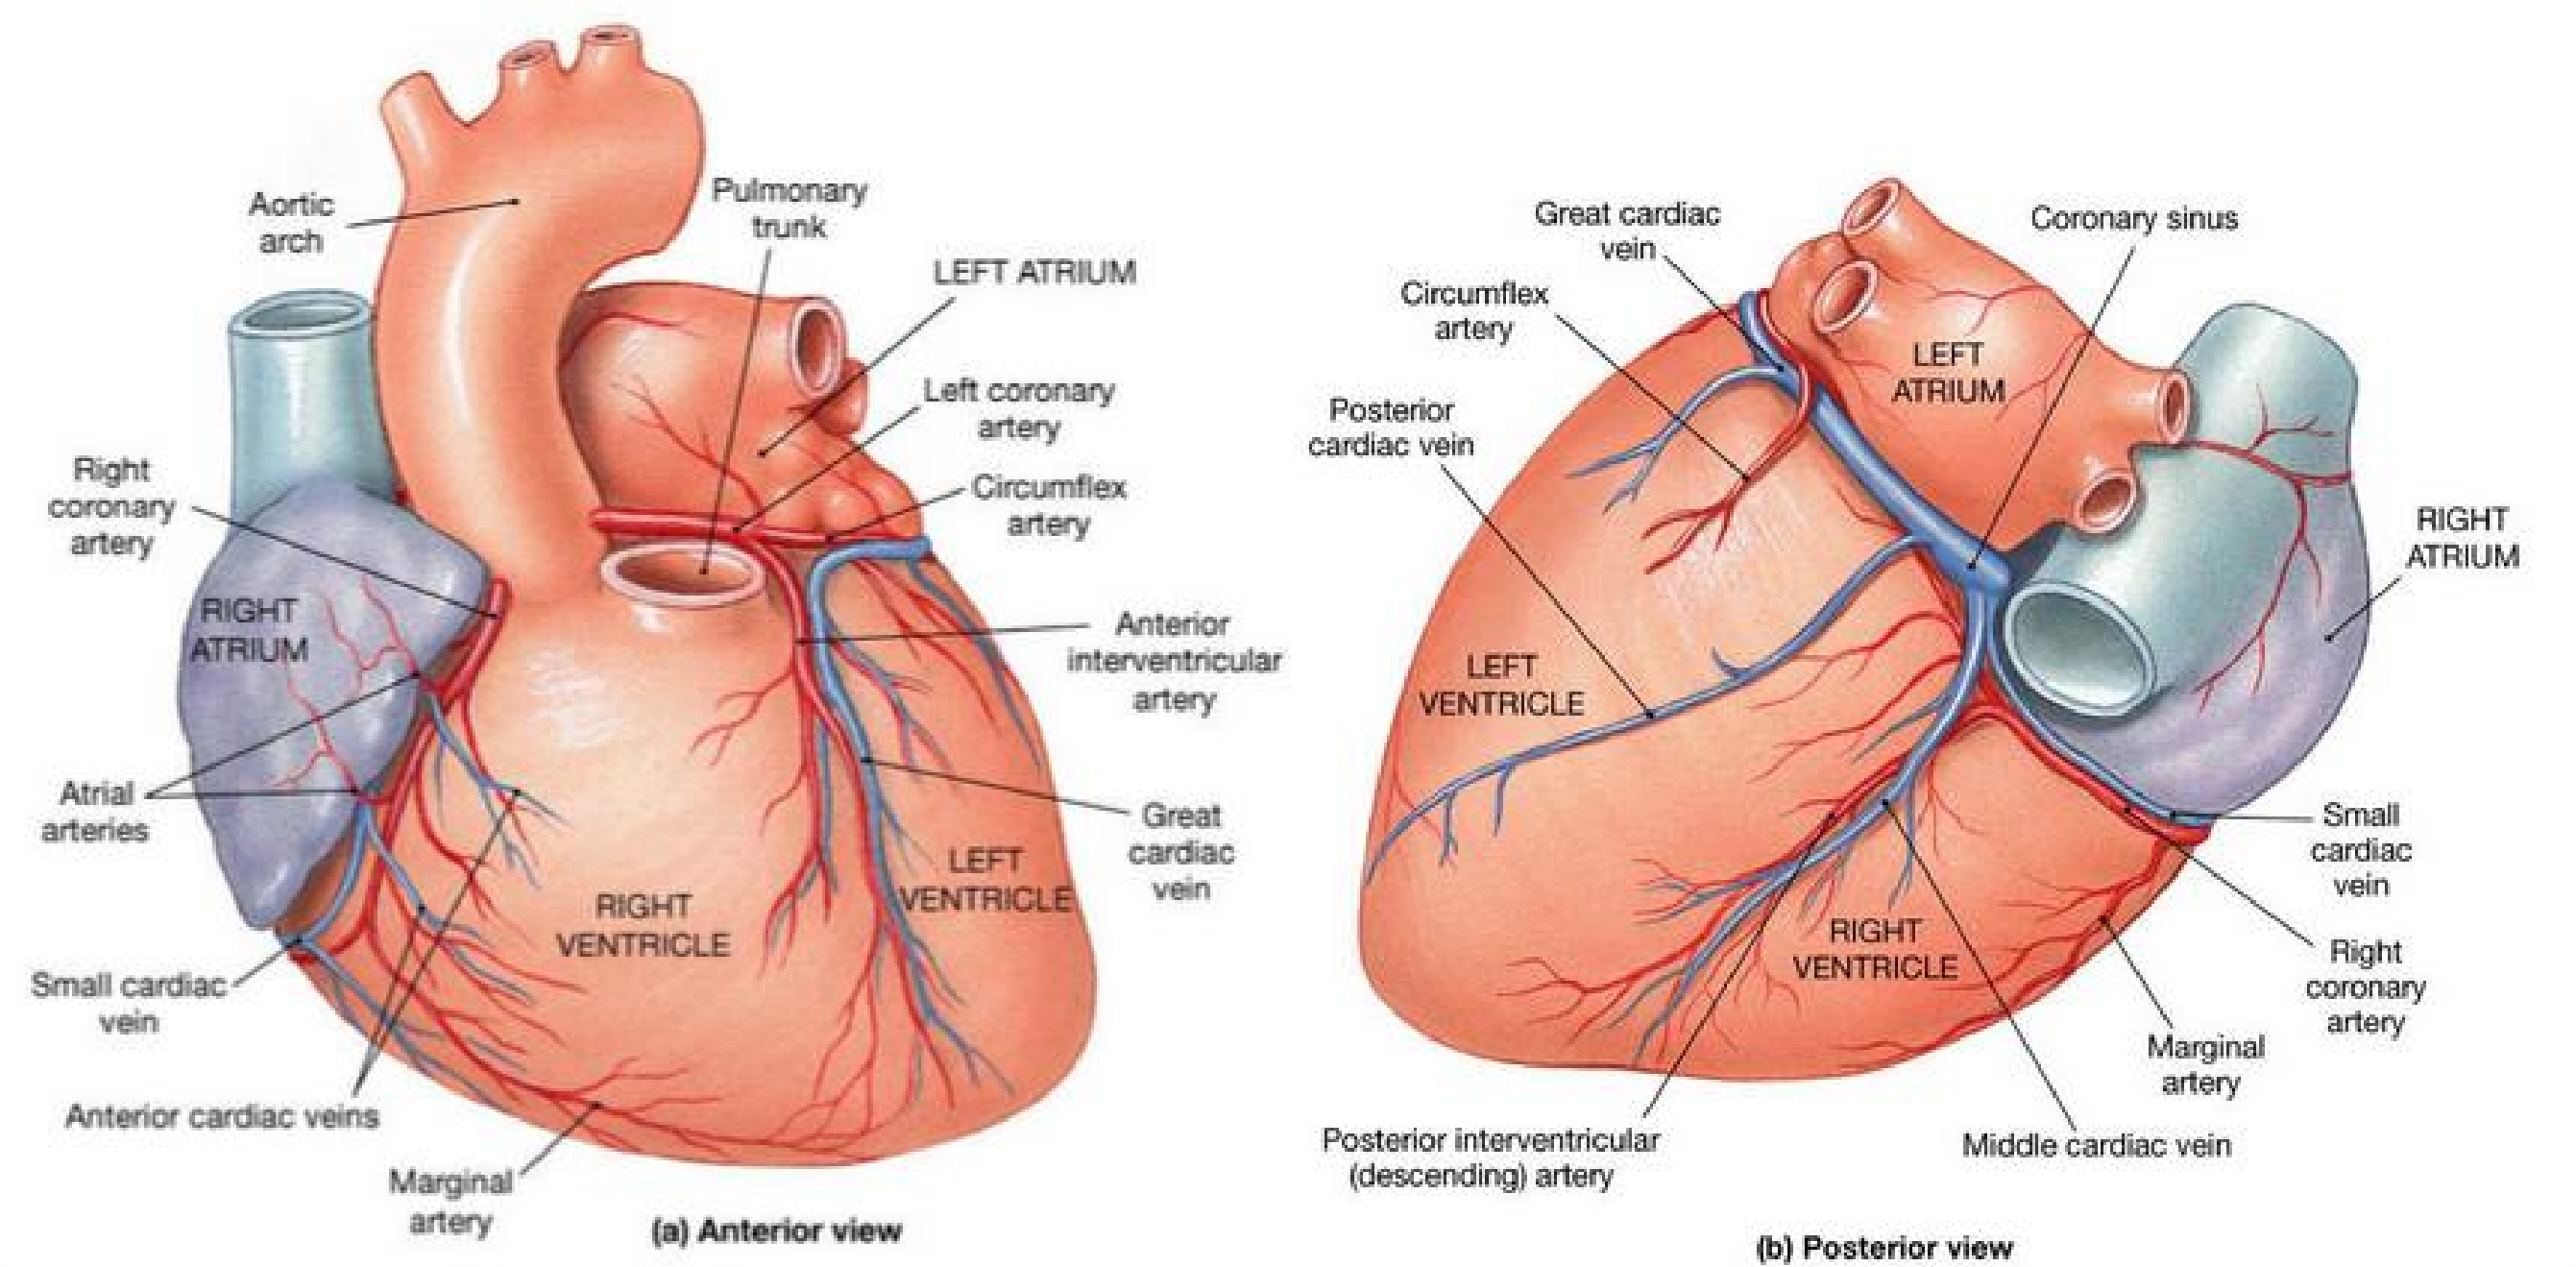 Aortic
arch
Pulmonary
trunk
LEFT ATRIUM
Left coronary
artery
Circumflex
artery
Right
coronary
artery
RIGHT
ATRIUM
Anterior
interventricular
artery
Atrial
arteries
Great
cardiac
vein
LEFT
VENTRICLE
RIGHT
VENTRICLE
Small cardiac
vein
Anterior cardiac veins
Marginal
artery
(a) Anterior view
Great cardiac
vein
Coronary sinus
Circumflex
artery
LEFT
ATRIUM
Posterior
cardiac vein
RIGHT
ATRIUM
LEFT
VENTRICLE
Small
cardiac
vein
RIGHT
VENTRICLE
Right
coronary
artery
Marginal
artery
Posterior interventricular
(descending) artery
Middle cardiac vein
(b) Posterior view